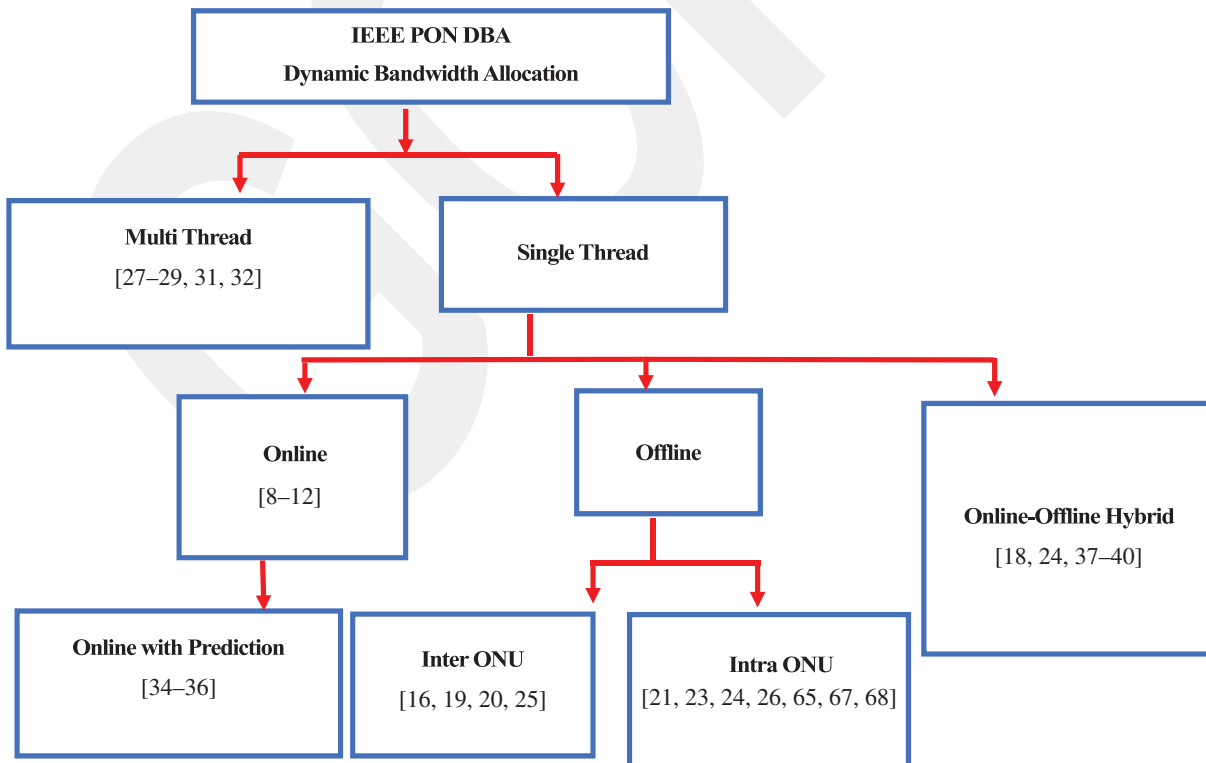 IEEE PON DBA
Dynamic Bandwidth Allocation
Multi Thread
[27–29, 31, 32]
Single Thread
Online
[8–12]
Offline
Online-Offline Hybrid
[18, 24, 37–40]
Online with Prediction
[34–36]
Inter ONU
[16, 19, 20, 25]
Intra ONU
[21, 23, 24, 26, 65, 67, 68]